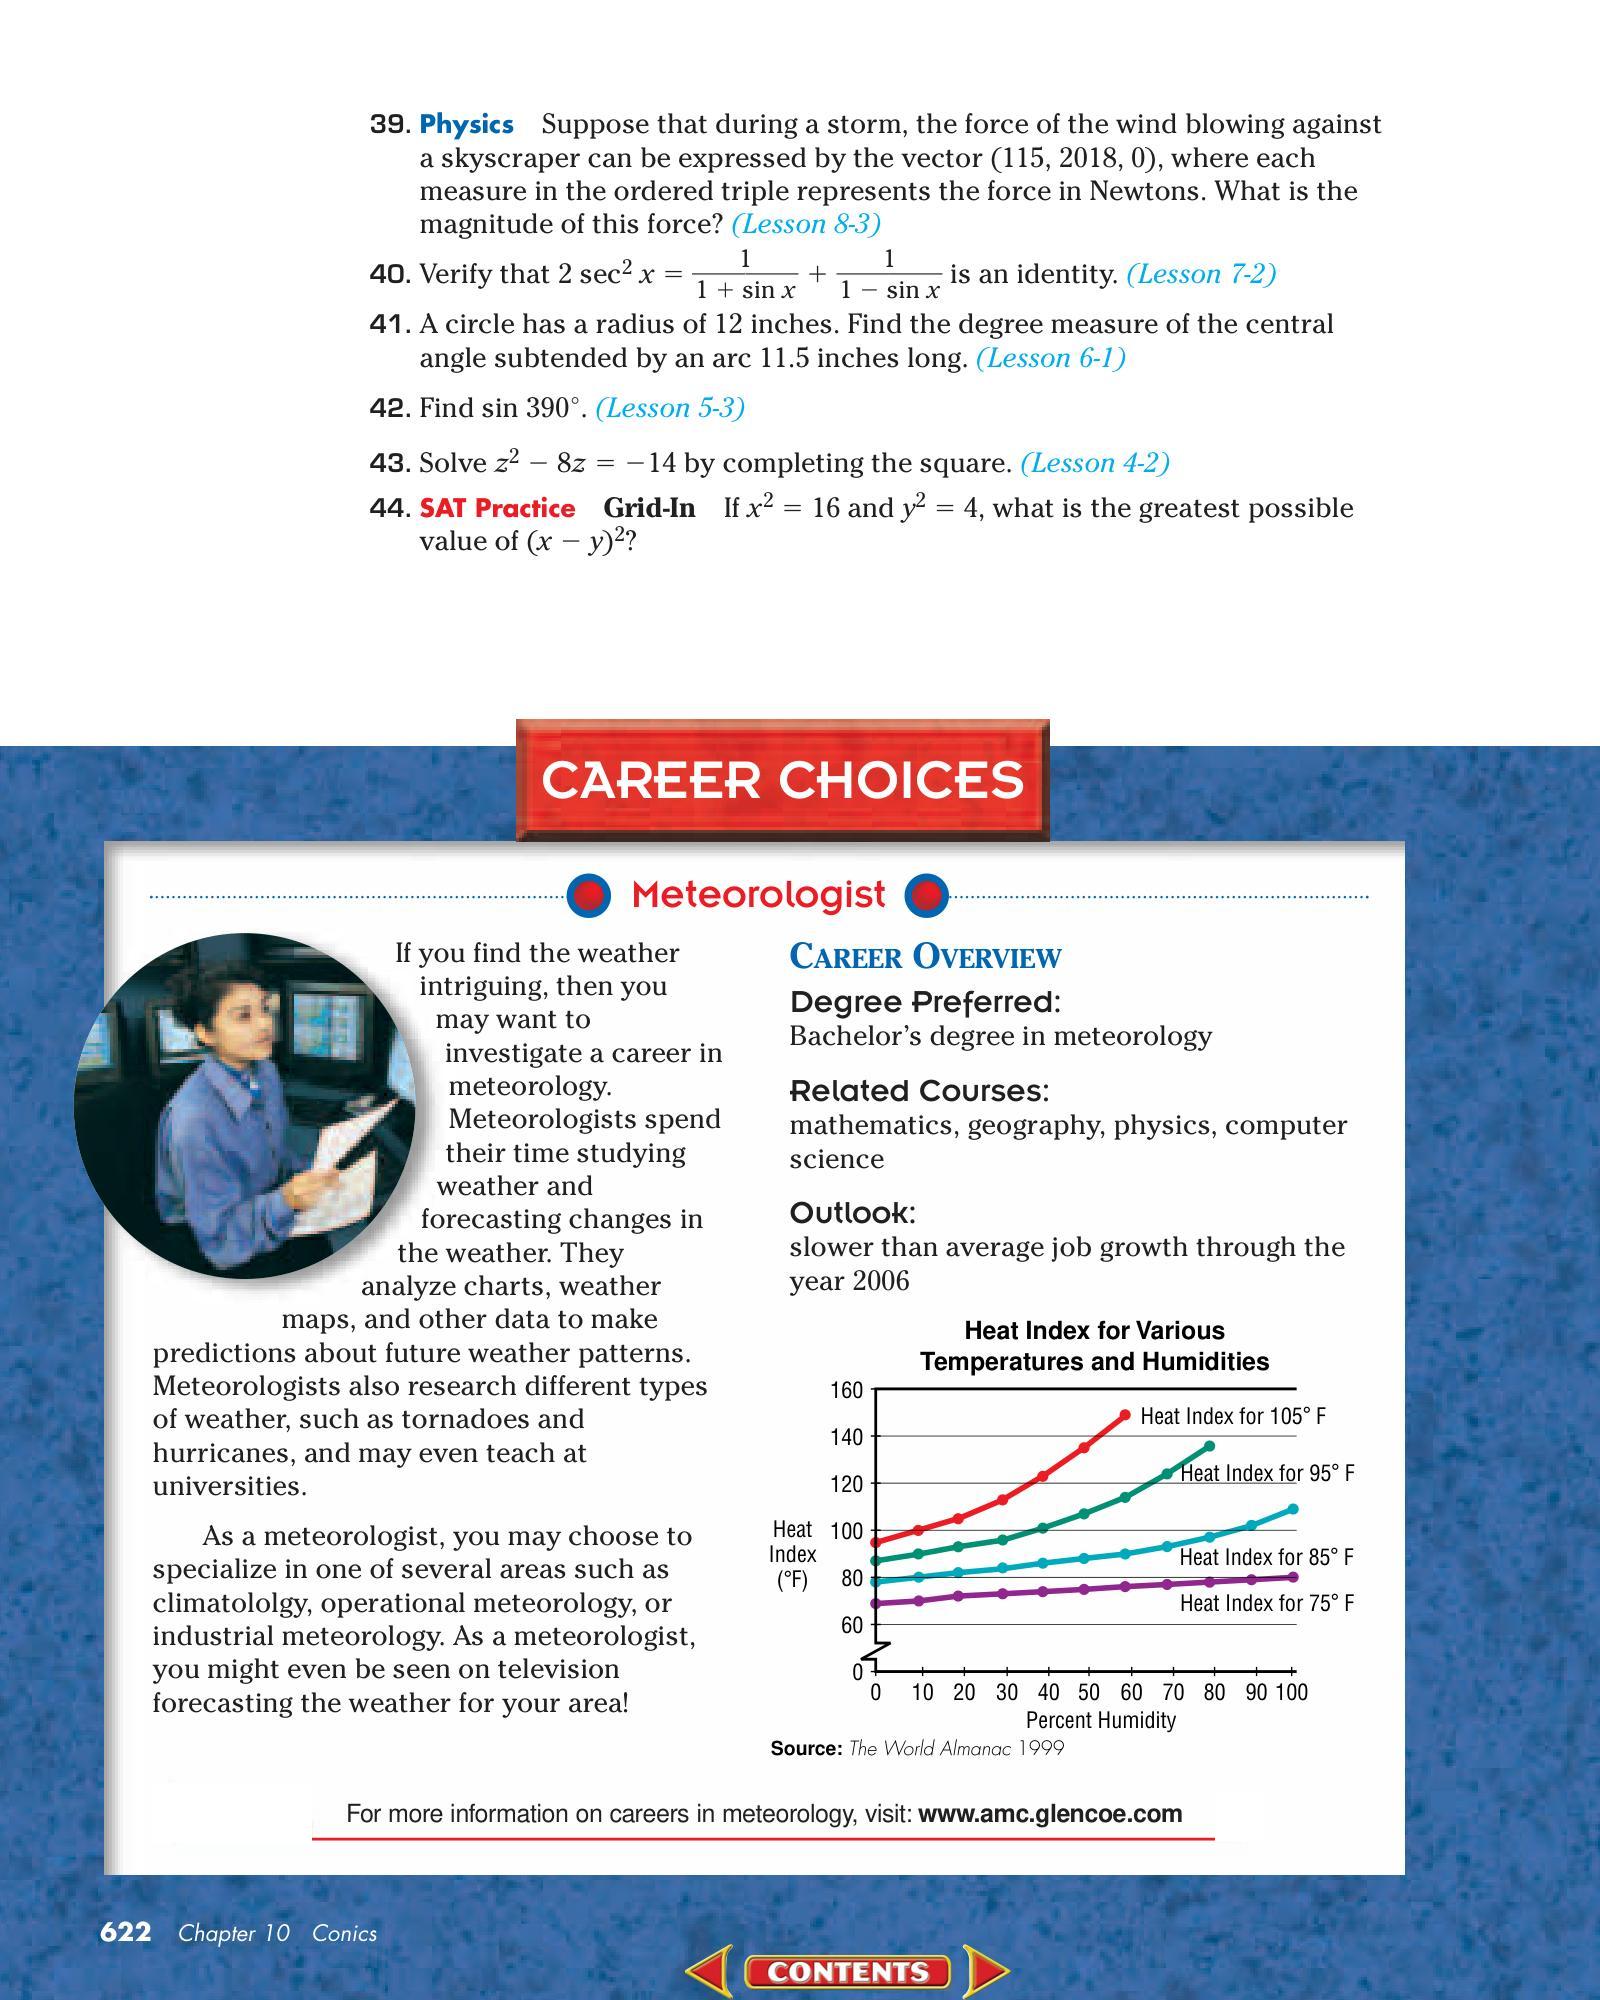 39. Physics Suppose that during a storm, the force of the wind blowing against
a skyscraper can be expressed by the vector (115, 2018, 0), where each
measure in the ordered triple represents the force in Newtons. What is the
magnitude of this force? (Lesson 8-3)
40. Verify that 2 sec² x = 1/(1 + sin x) + 1/(1 − sin x) is an identity. (Lesson 7-2)
41. A circle has a radius of 12 inches. Find the degree measure of the central
angle subtended by an arc 11.5 inches long. (Lesson 6-1)
42. Find sin 390°. (Lesson 5-3)
43. Solve z² − 8z = −14 by completing the square. (Lesson 4-2)
44. SAT Practice Grid-In If x² = 16 and y² = 4, what is the greatest possible
value of (x − y)²?
CAREER CHOICES
Meteorologist
If you find the weather
intriguing, then you
may want to
investigate a career in
meteorology.
Meteorologists spend
their time studying
weather and
forecasting changes in
the weather. They
analyze charts, weather
maps, and other data to make
predictions about future weather patterns.
Meteorologists also research different types
of weather, such as tornadoes and
hurricanes, and may even teach at
universities.
As a meteorologist, you may choose to
specialize in one of several areas such as
climatololgy, operational meteorology, or
industrial meteorology. As a meteorologist,
you might even be seen on television
forecasting the weather for your area!
CAREER OVERVIEW
Degree Preferred:
Bachelor's degree in meteorology
Related Courses:
mathematics, geography, physics, computer
science
Outlook:
slower than average job growth through the
year 2006
Heat Index for Various
Temperatures and Humidities
160
Heat Index for 105° F
140
Heat Index for 95° F
120
Heat
Index
(°F)
100
Heat Index for 85° F
80
Heat Index for 75° F
60
0
0 10 20 30 40 50 60 70 80 90 100
Percent Humidity
Source: The World Almanac 1999
For more information on careers in meteorology, visit: www.amc.glencoe.com
622 Chapter 10 Conics
CONTENTS